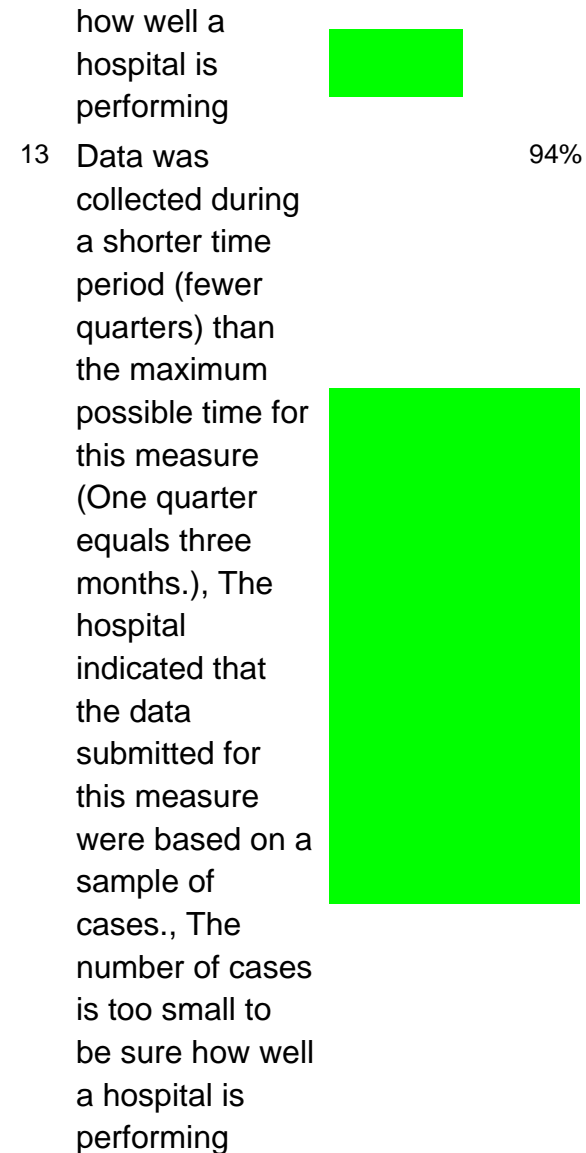 how well a
hospital is
performing
13 Data was 94%
collected during
a shorter time
period (fewer
quarters) than
the maximum
possible time for
this measure
(One quarter
equals three
months.), The
hospital
indicated that
the data
submitted for
this measure
were based on a
sample of
cases., The
number of cases
is too small to
be sure how well
a hospital is
performing